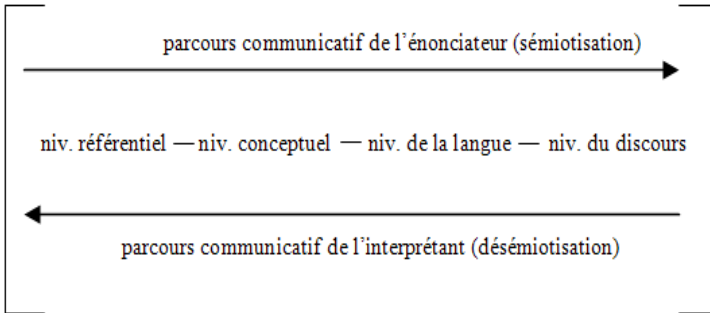 parcours communicatif de l'énonciateur (sémiotisation)
niv. référentiel — niv. conceptuel — niv. de la langue — niv. du discours
parcours communicatif de l'interprétant (désémiotisation)